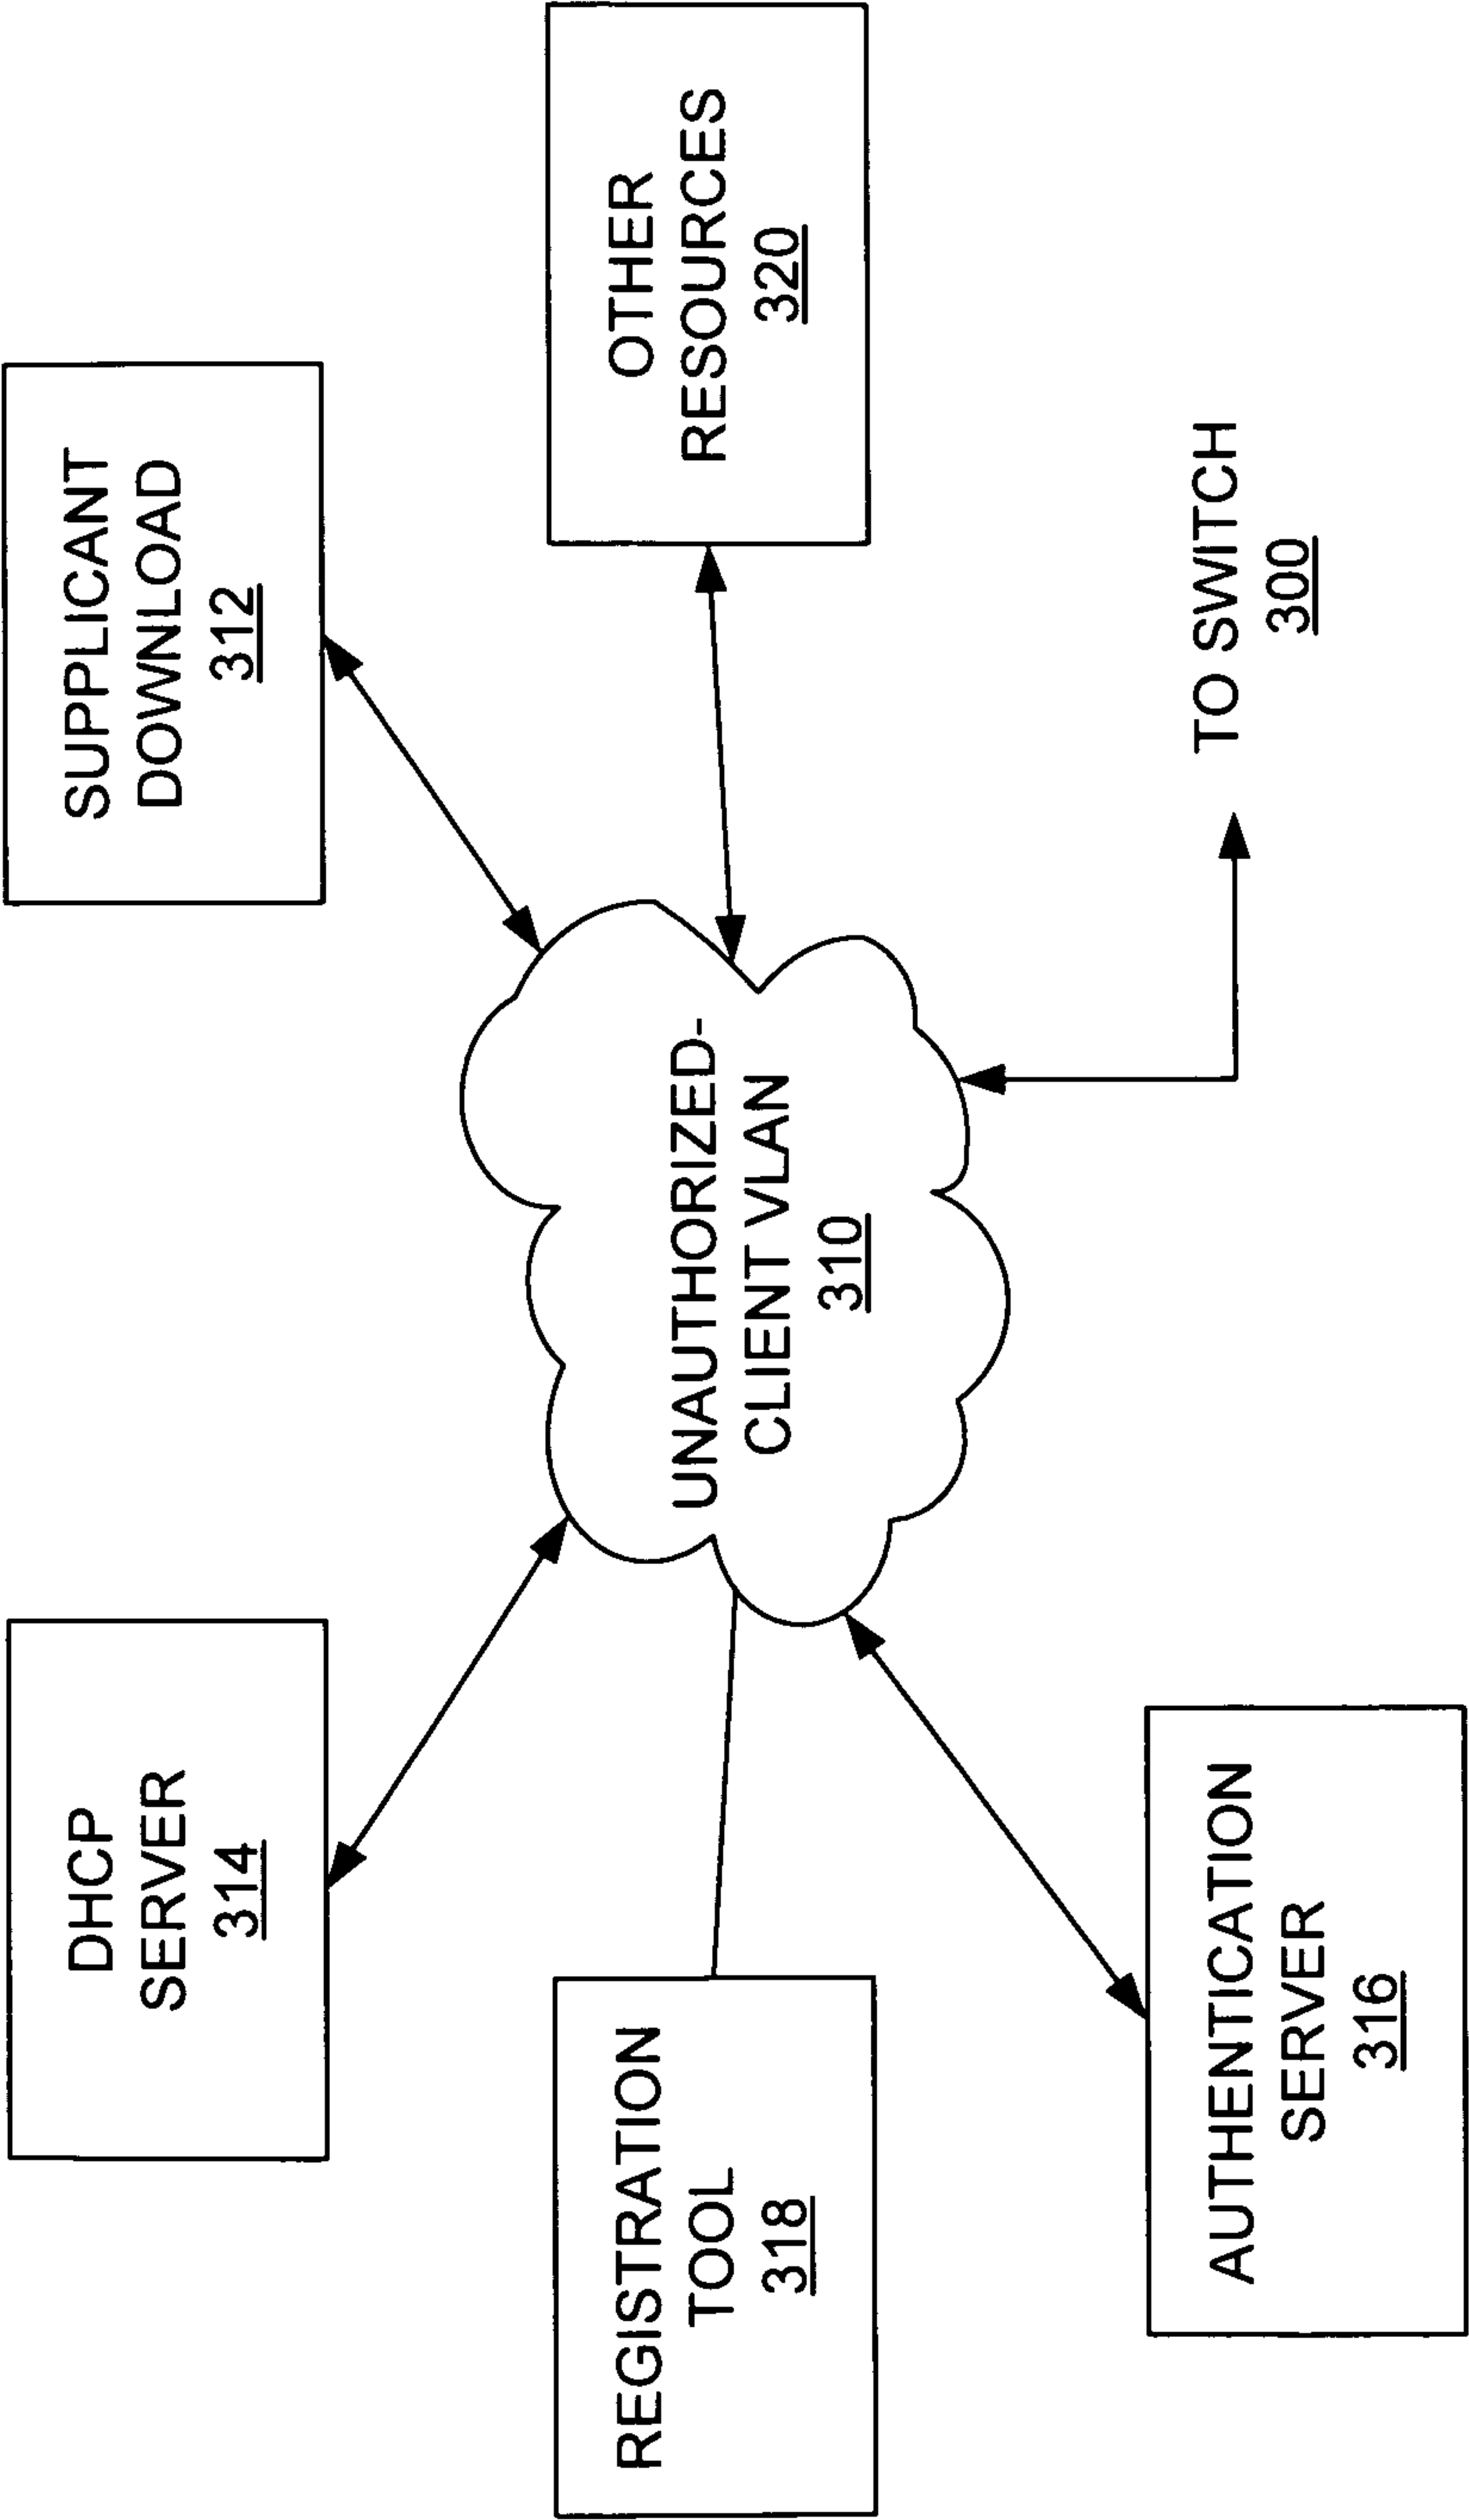 DHCP
SERVER
314
SUPPLICANT
DOWNLOAD
312
REGISTRATION
TOOL
318
UNAUTHORIZED-
CLIENT VLAN
310
OTHER
RESOURCES
320
AUTHENTICATION
SERVER
316
TO SWITCH
300